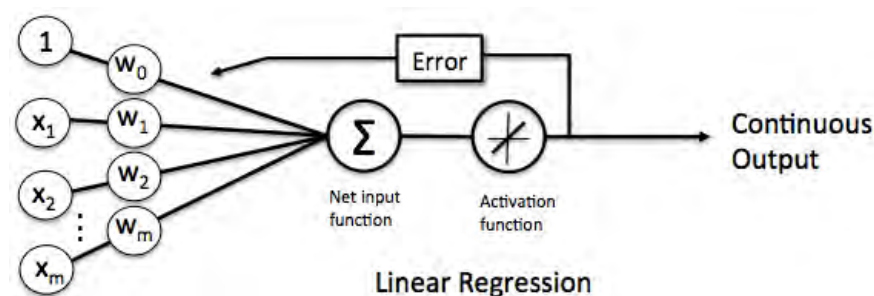 1
w0
Error
x1
w1
Σ
Continuous
Output
x2
w2
Net input
function
Activation
function
⋮
wm
xm
Linear Regression